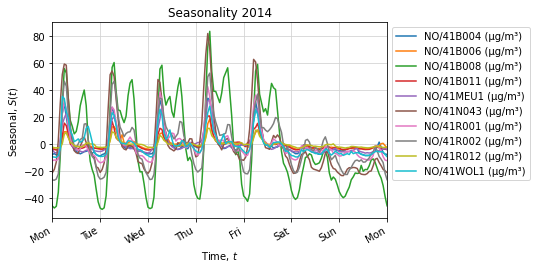 Seasonality 2014
Seasonal, S(t)
80
60
40
20
0
−20
−40
Mon
Tue
Wed
Thu
Fri
Sat
Sun
Mon
Time, t
NO/41B004 (μg/m³)
NO/41B006 (μg/m³)
NO/41B008 (μg/m³)
NO/41B011 (μg/m³)
NO/41MEU1 (μg/m³)
NO/41N043 (μg/m³)
NO/41R001 (μg/m³)
NO/41R002 (μg/m³)
NO/41R012 (μg/m³)
NO/41WOL1 (μg/m³)